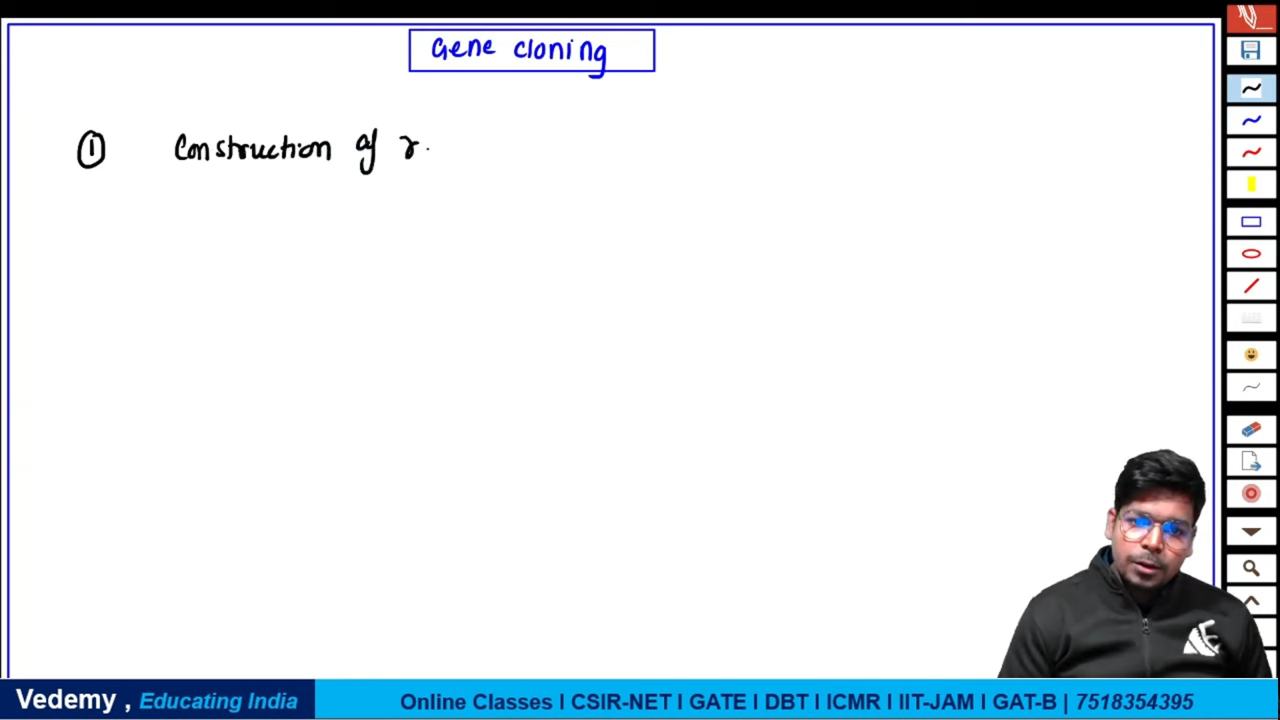 Gene cloning
① Construction of r
Vedemy , Educating India
Online Classes I CSIR-NET I GATE I DBT I ICMR I IIT-JAM I GAT-B | 7518354395